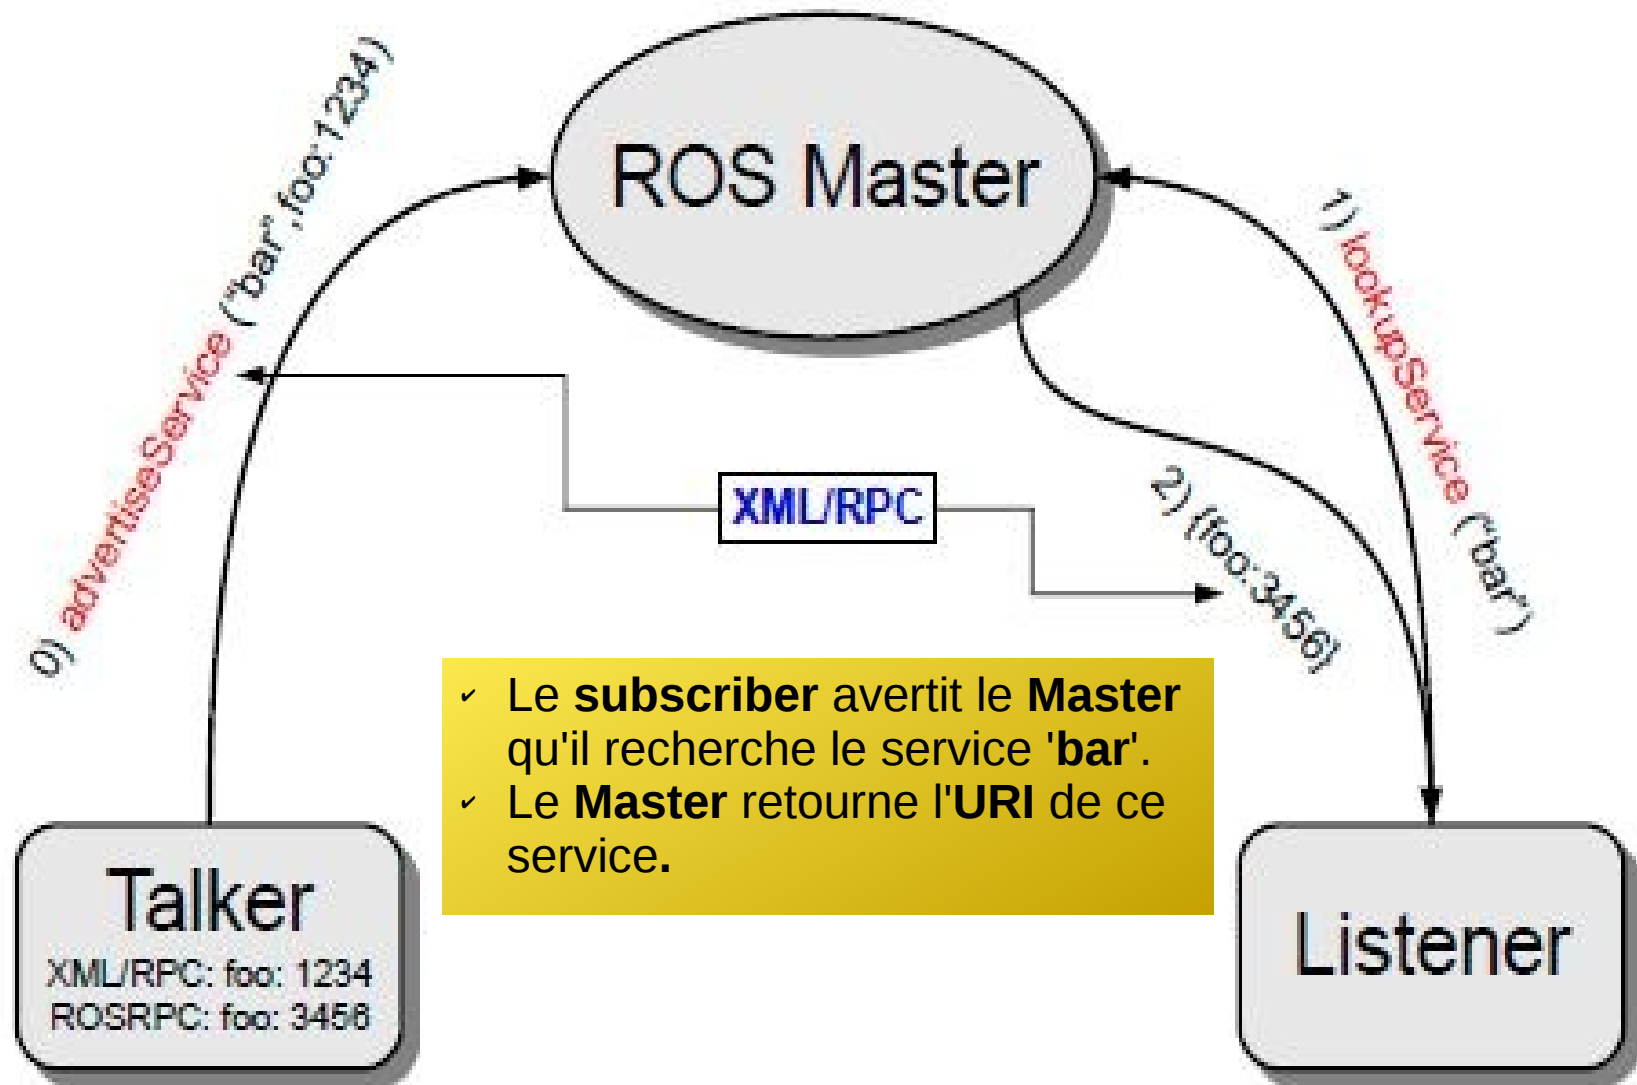 ROS Master
0) advertiseService ("bar",foo:1234)
1) lookupService ("bar")
2) {foo:3456}
XML/RPC
✔ Le subscriber avertit le Master
qu'il recherche le service 'bar'.
✔ Le Master retourne l'URI de ce
service.
Talker
XML/RPC: foo: 1234
ROSRPC: foo: 3456
Listener